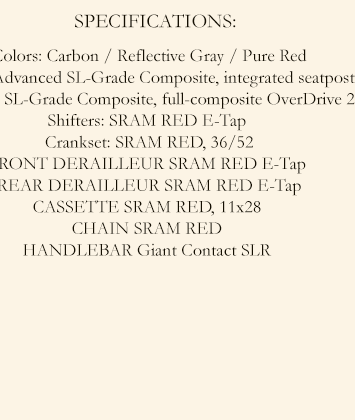 SPECIFICATIONS:
Colors: Carbon / Reflective Gray / Pure Red
Advanced SL-Grade Composite, integrated seatpost
SL-Grade Composite, full-composite OverDrive 2
Shifters: SRAM RED E-Tap
Crankset: SRAM RED, 36/52
FRONT DERAILLEUR SRAM RED E-Tap
REAR DERAILLEUR SRAM RED E-Tap
CASSETTE SRAM RED, 11x28
CHAIN SRAM RED
HANDLEBAR Giant Contact SLR